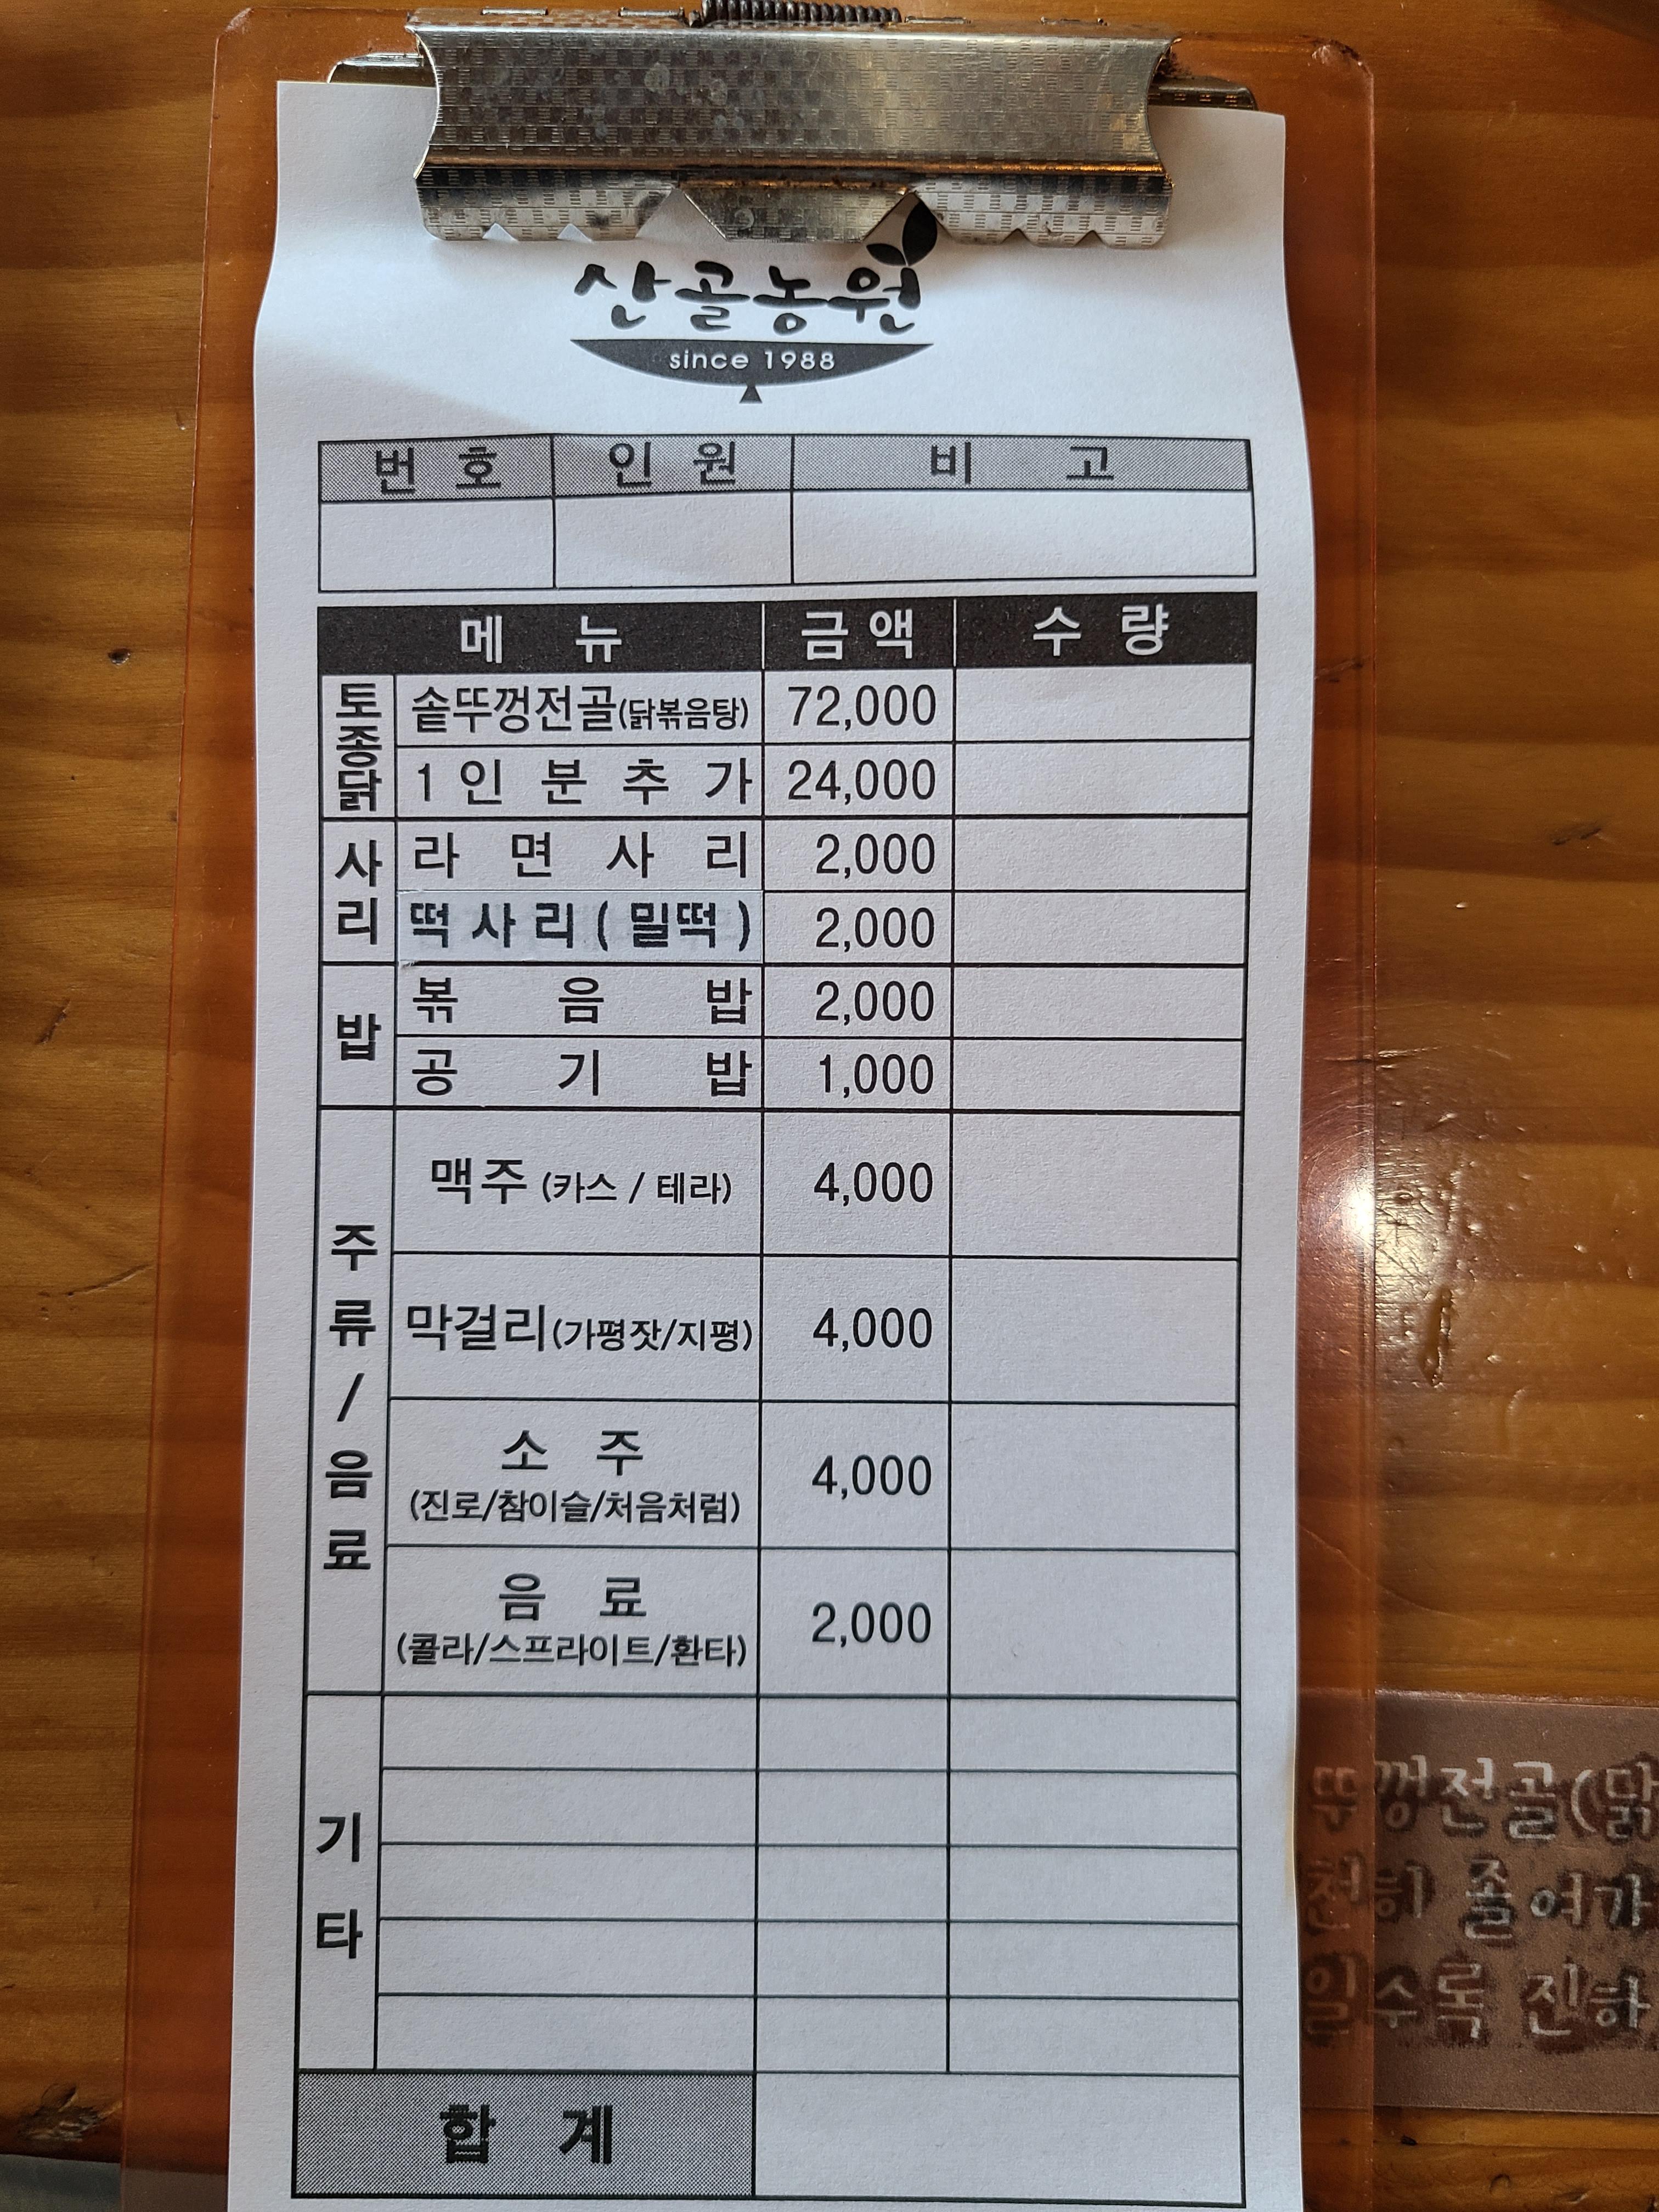 산골농원
since 1988
번 호 인 원 비 고
메 뉴 금액 수 량
토종닭
솥뚜껑전골(닭볶음탕) 72,000
1인분추가 24,000
사리
라면사리 2,000
떡사리(밀떡) 2,000
밥
볶음밥 2,000
공기밥 1,000
주류/음료
맥주 (카스 / 테라) 4,000
막걸리(가평잣/지평) 4,000
소 주
(진로/참이슬/처음처럼) 4,000
음 료
(콜라/스프라이트/환타) 2,000
기타
합 계
뚜껑전골(닭
천히 졸여가
일수록 진하